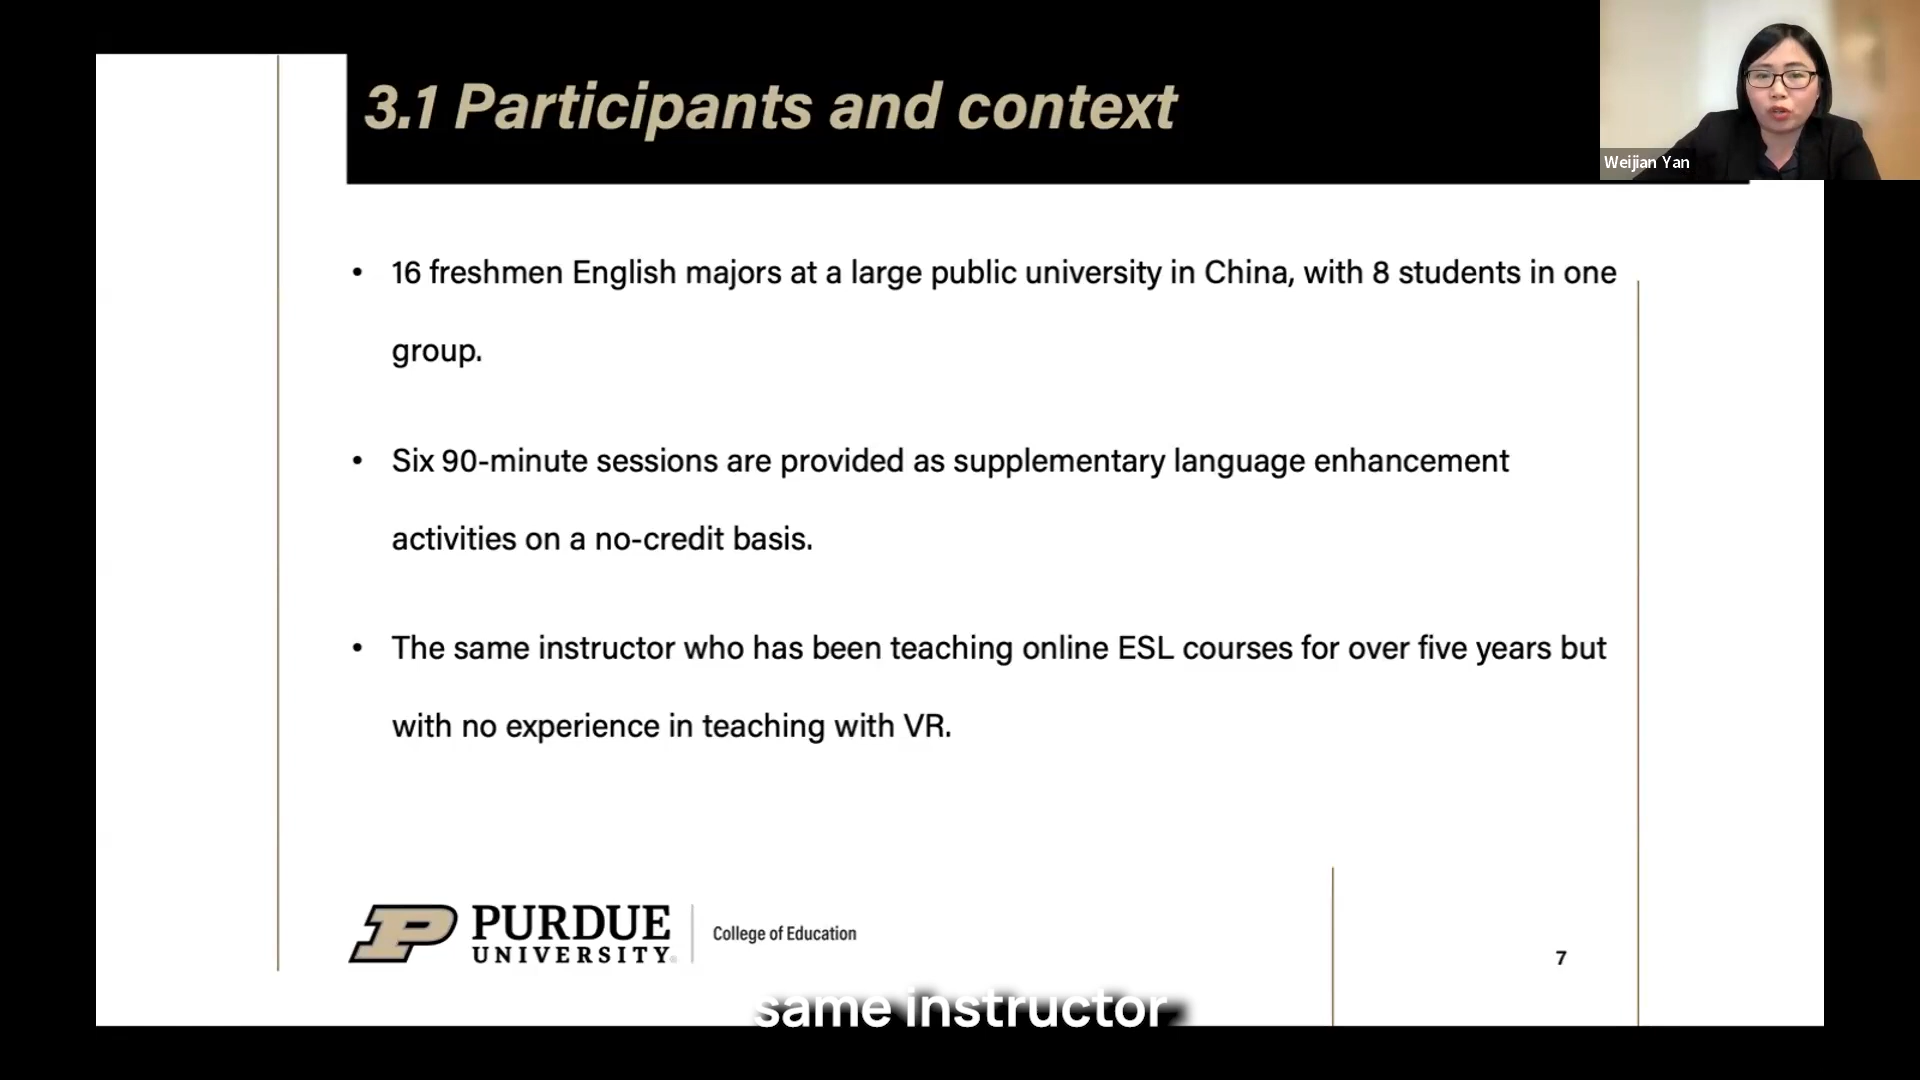 3.1 Participants and context
Weijian Yan
• 16 freshmen English majors at a large public university in China, with 8 students in one
group.
• Six 90-minute sessions are provided as supplementary language enhancement
activities on a no-credit basis.
• The same instructor who has been teaching online ESL courses for over five years but
with no experience in teaching with VR.
PURDUE
UNIVERSITY®
College of Education
7
same instructor